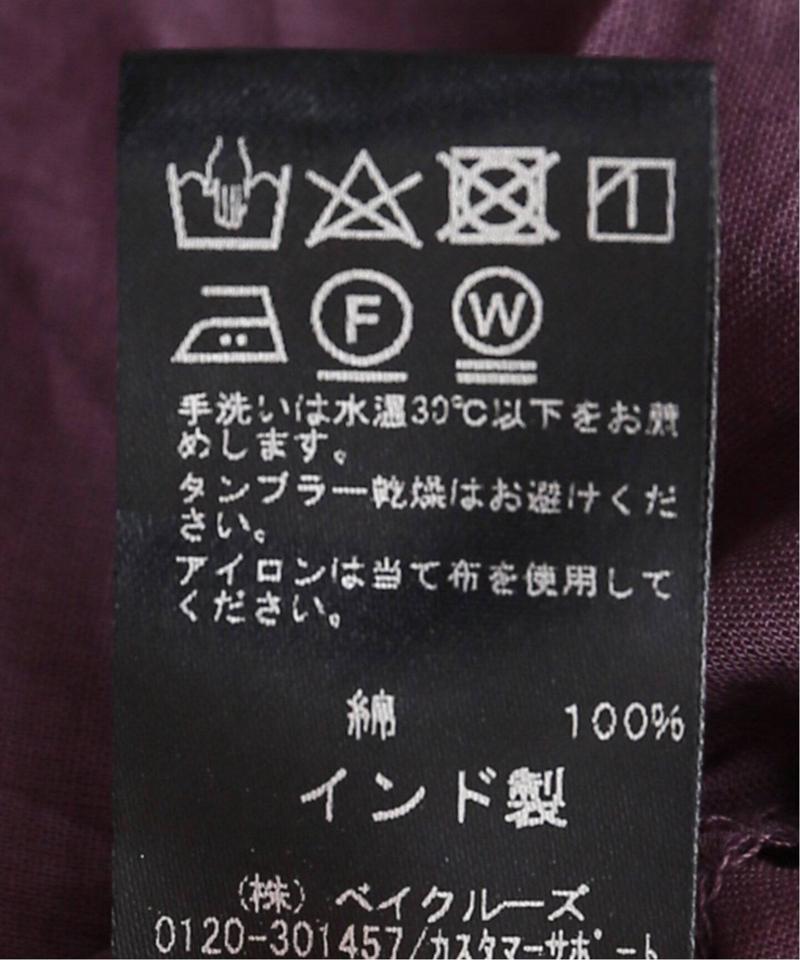 F W
手洗いは水温30℃以下をお薦
めします。
タンブラー乾燥はお避けくだ
さい。
アイロンは当て布を使用して
ください。
綿 100%
インド製
(株) ベイクルーズ
0120-301457/カスタマーサポート